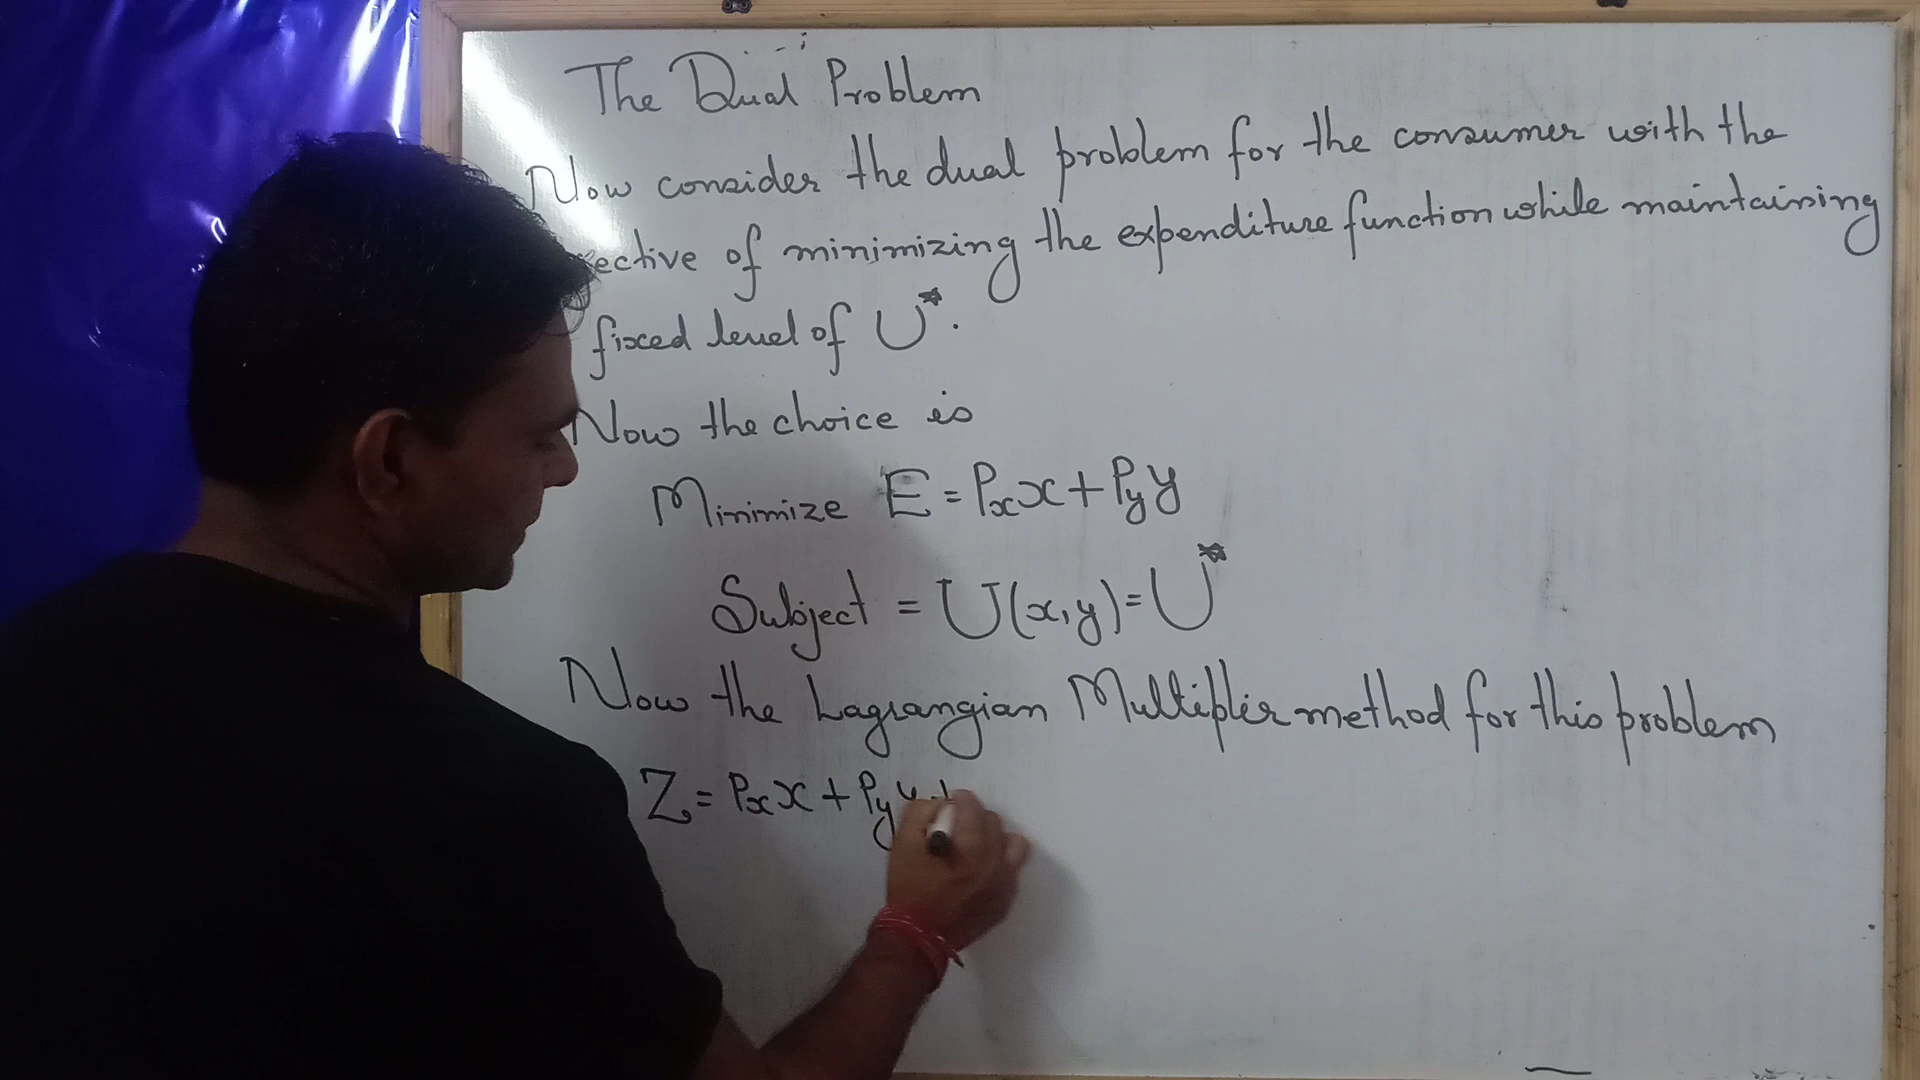 The Dual Problem
Now consider the dual problem for the consumer with the
ective of minimizing the expenditure function while maintaining
fixed level of U*.
Now the choice is
Minimize E = Pxx + Pyy
Subject = U(x,y) = U*
Now the Lagrangian Multiplier method for this problem
Z = Pxx + Pyy +